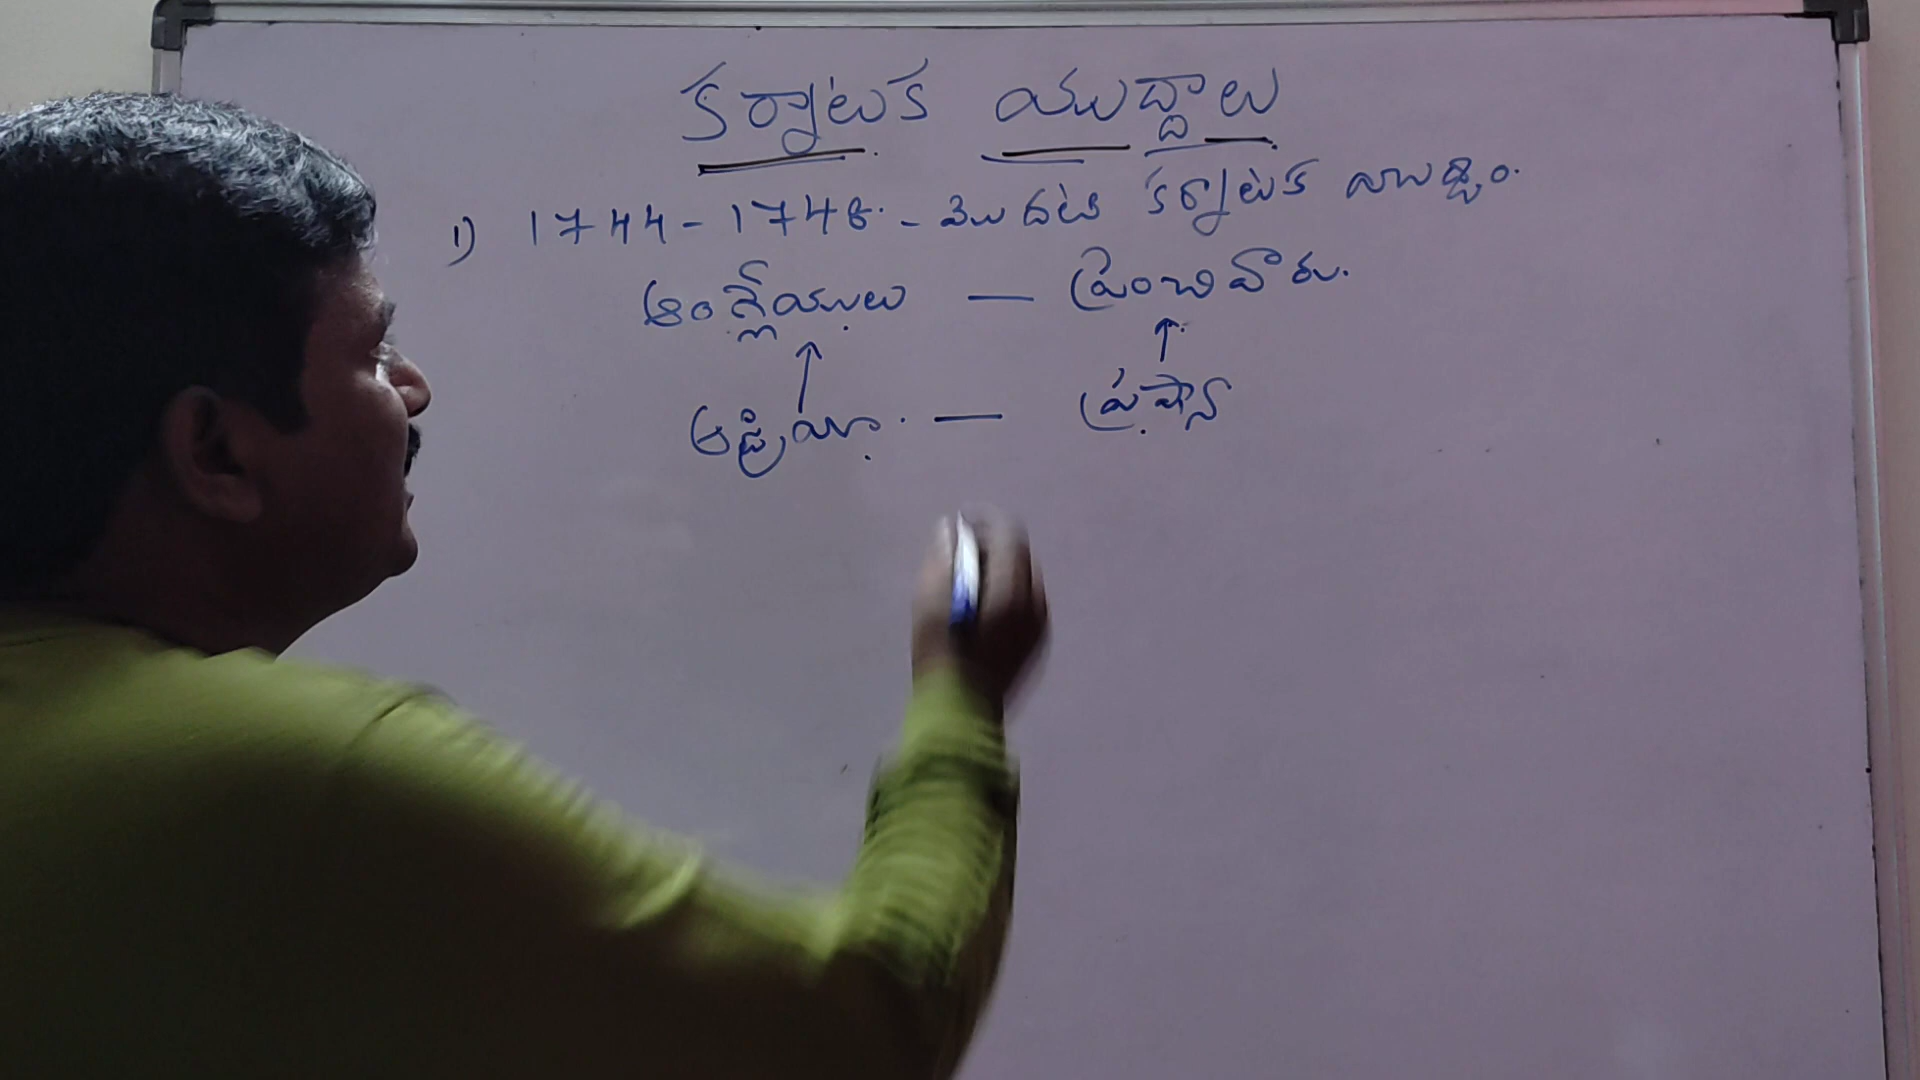 కర్నాటక యుద్దాలు
1) 1744-1748. - మొదటి కర్నాటక
ఆంగ్లేయులు — ఫ్రెంచివారు.
ఆస్ట్రియా. — ప్రష్యా